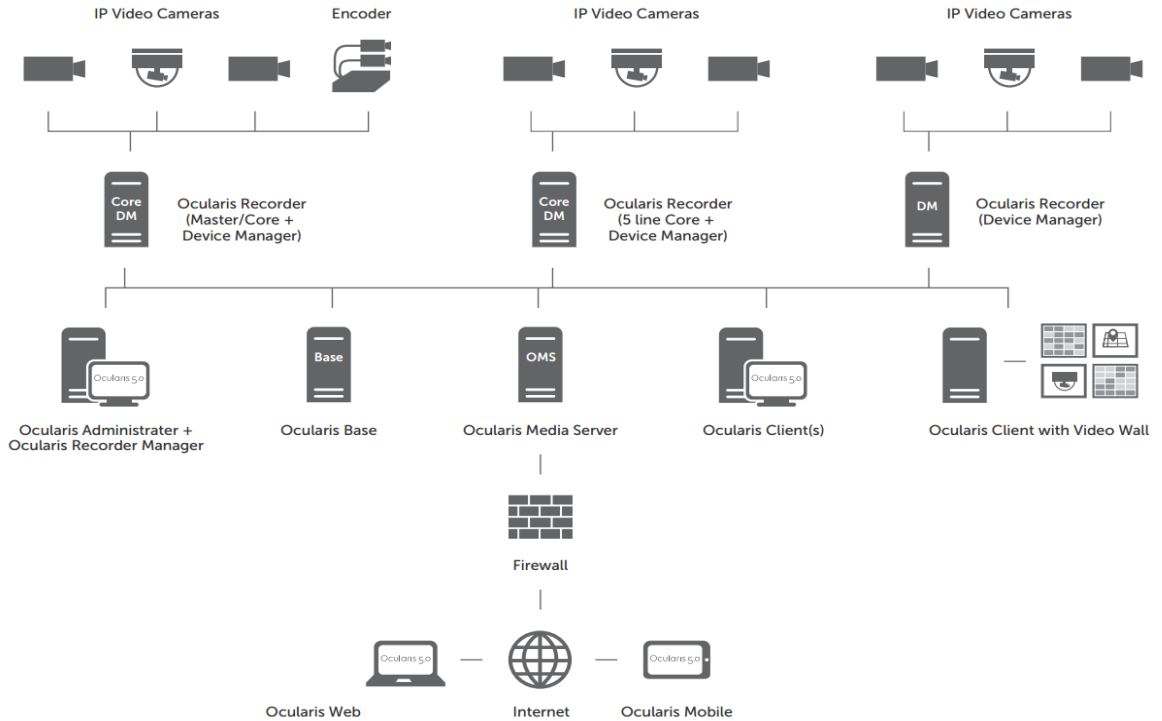 IP Video Cameras
Encoder
IP Video Cameras
IP Video Cameras
Core
DM
Ocularis Recorder
(Master/Core +
Device Manager)
Core
DM
Ocularis Recorder
(5 line Core +
Device Manager)
DM
Ocularis Recorder
(Device Manager)
Ocularis 5.0
Base
OMS
Ocularis 5.0
Ocularis Administrater +
Ocularis Recorder Manager
Ocularis Base
Ocularis Media Server
Ocularis Client(s)
Ocularis Client with Video Wall
Firewall
Ocularis 5.0
Ocularis 5.0
Ocularis Web
Internet
Ocularis Mobile